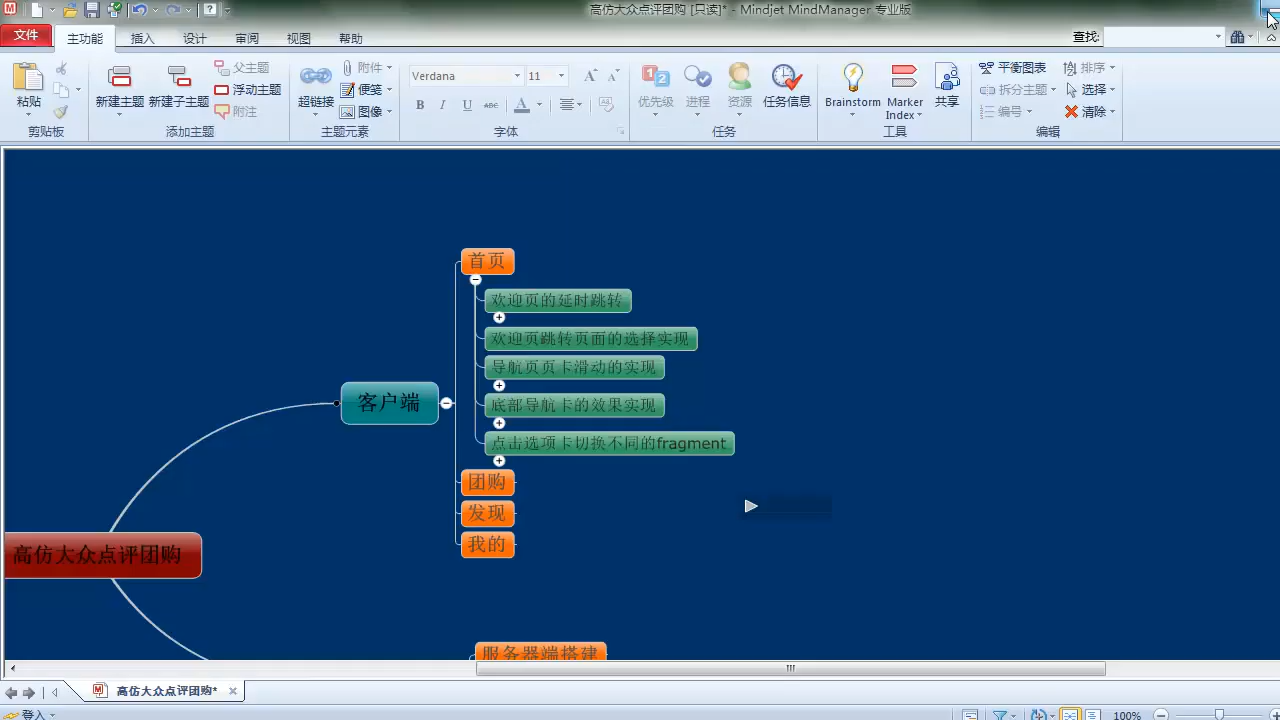 高仿大众点评团购 [只读]* - Mindjet MindManager 专业版
文件 主功能 插入 设计 审阅 视图 帮助 查找:
粘贴 新建主题 新建子主题 父主题 浮动主题 附注 超链接 附件 便笺 图像 Verdana 11 B I U ABC A 优先级 进程 资源 任务信息 Brainstorm Marker Index 共享 平衡图表 拆分主题 编号 排序 选择 清除
剪贴板 添加主题 主题元素 字体 任务 工具 编辑
首页
欢迎页的延时跳转
欢迎页跳转页面的选择实现
导航页页卡滑动的实现
客户端
底部导航卡的效果实现
点击选项卡切换不同的fragment
团购
发现
我的
高仿大众点评团购
服务器端搭建
高仿大众点评团购*
登入 100%